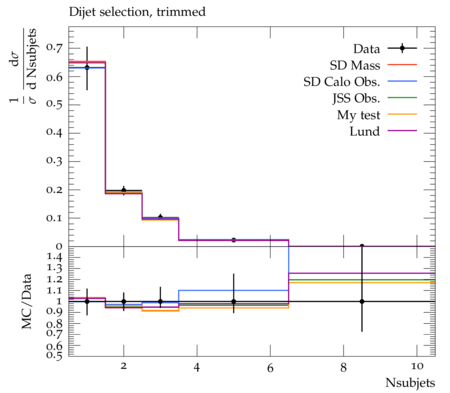 Dijet selection, trimmed
1/σ dσ/d Nsubjets
Data
SD Mass
SD Calo Obs.
JSS Obs.
My test
Lund
0.7
0.6
0.5
0.4
0.3
0.2
0.1
0
MC/Data
1.4
1.3
1.2
1.1
1
0.9
0.8
0.7
0.6
0.5
2 4 6 8 10
Nsubjets